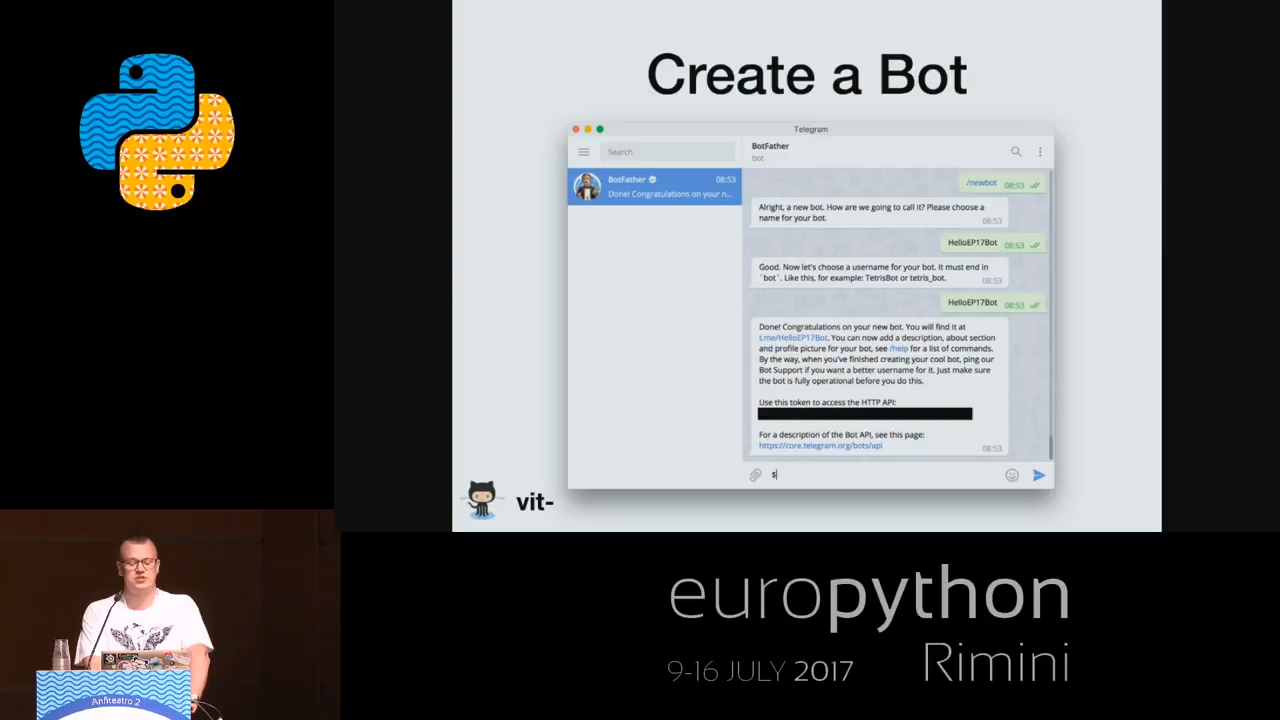 Create a Bot
Telegram
Search
BotFather
bot
BotFather
08:53
Done! Congratulations on your n...
/newbot
08:53
Alright, a new bot. How are we going to call it? Please choose a
name for your bot.
08:53
HelloEP17Bot
08:53
Good. Now let's choose a username for your bot. It must end in
`bot`. Like this, for example: TetrisBot or tetris_bot.
08:53
HelloEP17Bot
08:53
Done! Congratulations on your new bot. You will find it at
t.me/HelloEP17Bot. You can now add a description, about section
and profile picture for your bot, see /help for a list of commands.
By the way, when you've finished creating your cool bot, ping our
Bot Support if you want a better username for it. Just make sure
the bot is fully operational before you do this.
Use this token to access the HTTP API:
For a description of the Bot API, see this page:
https://core.telegram.org/bots/api
08:53
s
vit-
europython
Rimini
9-16 JULY 2017
Anfiteatro 2